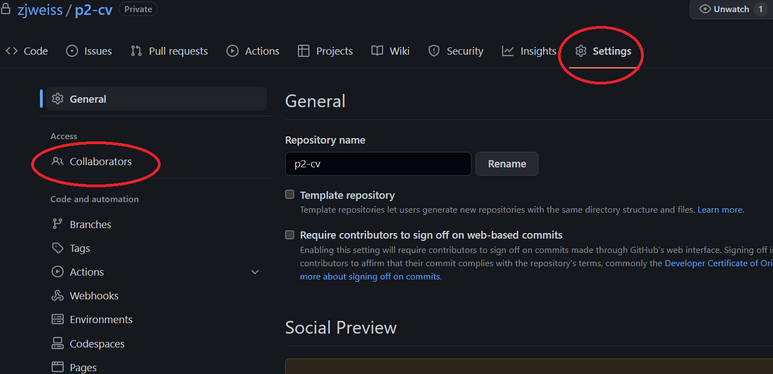 zjweiss / p2-cv Private Unwatch 1
Code Issues Pull requests Actions Projects Wiki Security Insights Settings
General
Access
Collaborators
Code and automation
Branches
Tags
Actions
Webhooks
Environments
Codespaces
Pages
General
Repository name
p2-cv Rename
Template repository
Template repositories let users generate new repositories with the same directory structure and files. Learn more.
Require contributors to sign off on web-based commits
Enabling this setting will require contributors to sign off on commits made through GitHub's web interface. Signing off is
contributors to affirm that their commit complies with the repository's terms, commonly the Developer Certificate of Ori
more about signing off on commits.
Social Preview